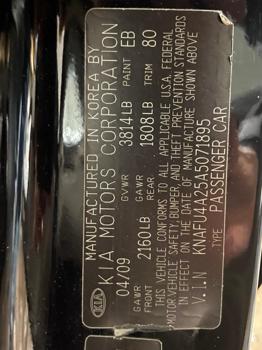 MANUFACTURED IN KOREA BY
KIA MOTORS CORPORATION
04/09 GVWR 3814LB PAINT EB
GAWR FRONT 2160LB GAWR REAR 1808LB TRIM 80
THIS VEHICLE CONFORMS TO ALL APPLICABLE U.S.A. FEDERAL
MOTOR VEHICLE SAFETY, BUMPER, AND THEFT PREVENTION STANDARDS
IN EFFECT ON THE DATE OF MANUFACTURE SHOWN ABOVE
V.I.N KNAFU4A25A5071895
TYPE PASSENGER CAR
KIA